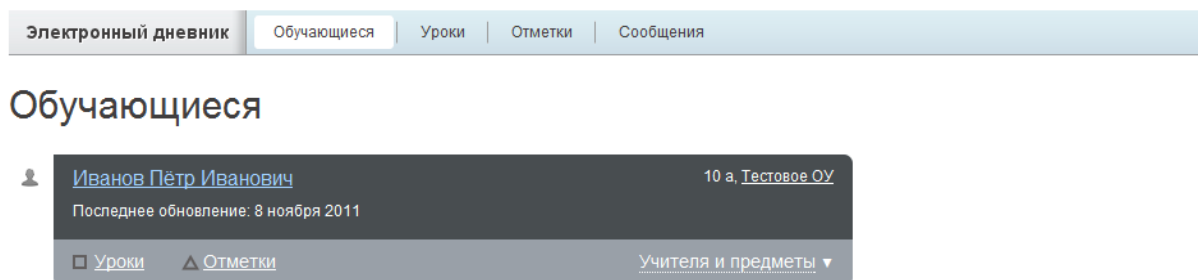 Электронный дневник Обучающиеся Уроки Отметки Сообщения
Обучающиеся
Иванов Пётр Иванович 10 а, Тестовое ОУ
Последнее обновление: 8 ноября 2011
Уроки Отметки Учителя и предметы ▼